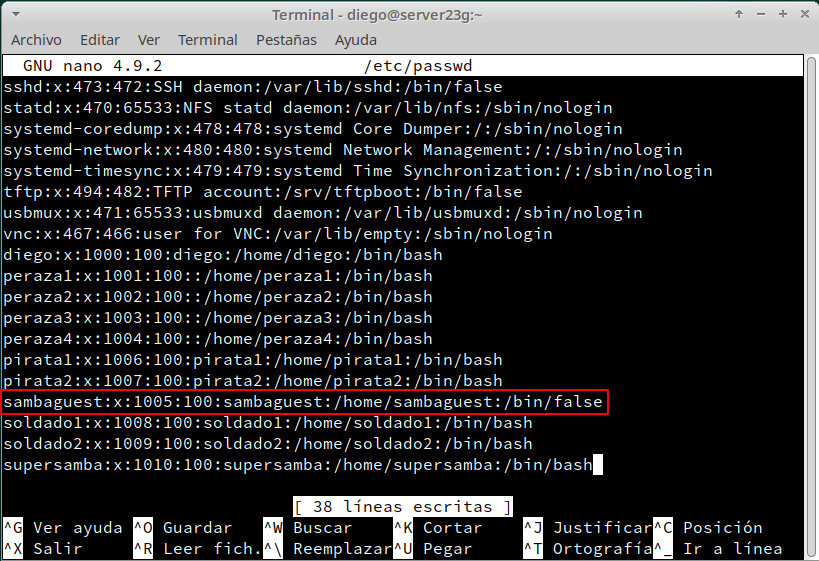 Terminal - diego@server23g:~
Archivo Editar Ver Terminal Pestañas Ayuda
GNU nano 4.9.2 /etc/passwd
sshd:x:473:472:SSH daemon:/var/lib/sshd:/bin/false
statd:x:470:65533:NFS statd daemon:/var/lib/nfs:/sbin/nologin
systemd-coredump:x:478:478:systemd Core Dumper:/:/sbin/nologin
systemd-network:x:480:480:systemd Network Management:/:/sbin/nologin
systemd-timesync:x:479:479:systemd Time Synchronization:/:/sbin/nologin
tftp:x:494:482:TFTP account:/srv/tftpboot:/bin/false
usbmux:x:471:65533:usbmuxd daemon:/var/lib/usbmuxd:/sbin/nologin
vnc:x:467:466:user for VNC:/var/lib/empty:/sbin/nologin
diego:x:1000:100:diego:/home/diego:/bin/bash
peraza1:x:1001:100::/home/peraza1:/bin/bash
peraza2:x:1002:100::/home/peraza2:/bin/bash
peraza3:x:1003:100::/home/peraza3:/bin/bash
peraza4:x:1004:100::/home/peraza4:/bin/bash
pirata1:x:1006:100:pirata1:/home/pirata1:/bin/bash
pirata2:x:1007:100:pirata2:/home/pirata2:/bin/bash
sambaguest:x:1005:100:sambaguest:/home/sambaguest:/bin/false
soldado1:x:1008:100:soldado1:/home/soldado1:/bin/bash
soldado2:x:1009:100:soldado2:/home/soldado2:/bin/bash
supersamba:x:1010:100:supersamba:/home/supersamba:/bin/bash
[ 38 líneas escritas ]
^G Ver ayuda ^O Guardar ^W Buscar ^K Cortar ^J Justificar ^C Posición
^X Salir ^R Leer fich. ^\ Reemplazar ^U Pegar ^T Ortografía ^_ Ir a línea